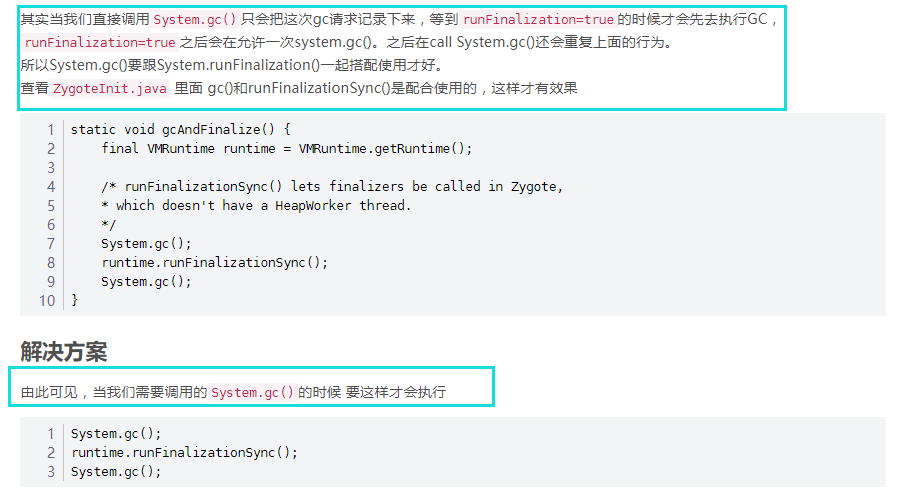 其实当我们直接调用 System.gc() 只会把这次gc请求记录下来，等到 runFinalization=true 的时候才会先去执行GC，
runFinalization=true 之后会在允许一次system.gc()。之后在call System.gc()还会重复上面的行为。
所以System.gc()要跟System.runFinalization()一起搭配使用才好。
查看 ZygoteInit.java 里面 gc()和runFinalizationSync()是配合使用的，这样才有效果
1 static void gcAndFinalize() {
2     final VMRuntime runtime = VMRuntime.getRuntime();
3
4     /* runFinalizationSync() lets finalizers be called in Zygote,
5     * which doesn't have a HeapWorker thread.
6     */
7     System.gc();
8     runtime.runFinalizationSync();
9     System.gc();
10 }
解决方案
由此可见，当我们需要调用的 System.gc() 的时候 要这样才会执行
1 System.gc();
2 runtime.runFinalizationSync();
3 System.gc();